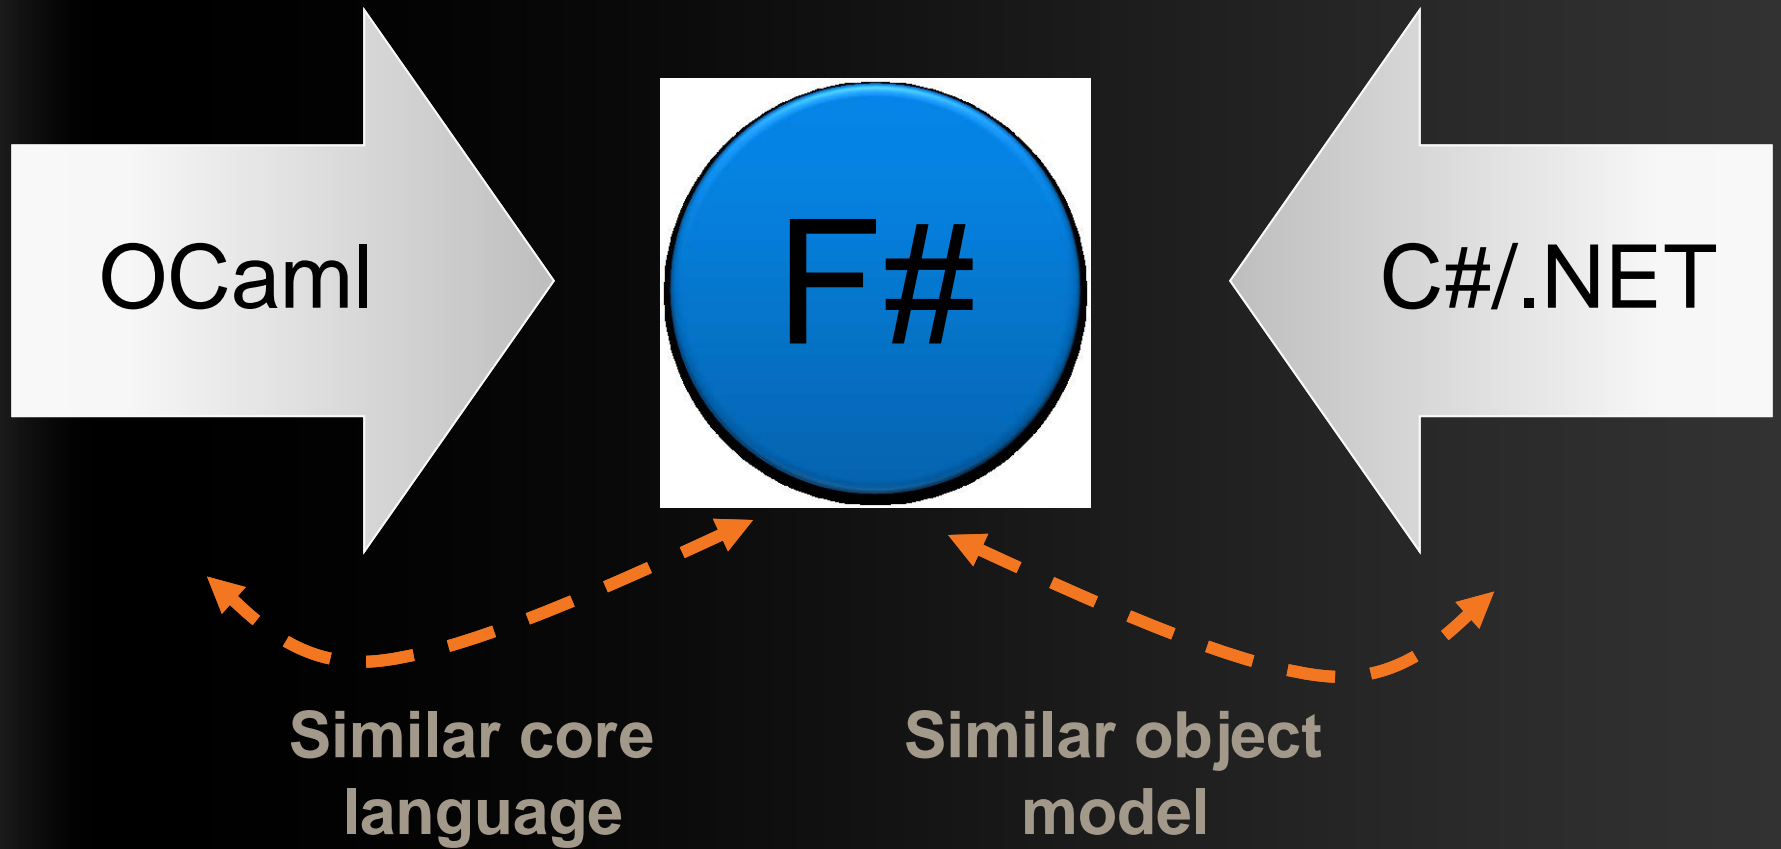 OCaml
F#
C#/.NET
Similar core
language
Similar object
model